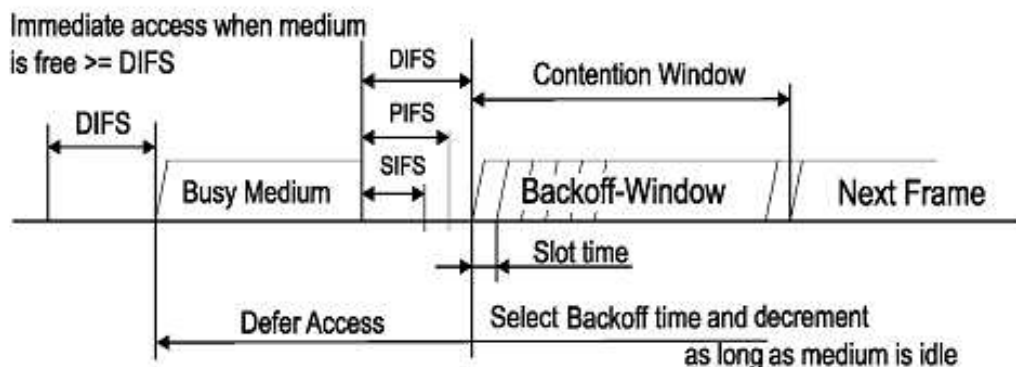 Immediate access when medium
is free >= DIFS
DIFS
DIFS
PIFS
SIFS
Contention Window
Busy Medium
Backoff-Window
Next Frame
Slot time
Defer Access
Select Backoff time and decrement
as long as medium is idle